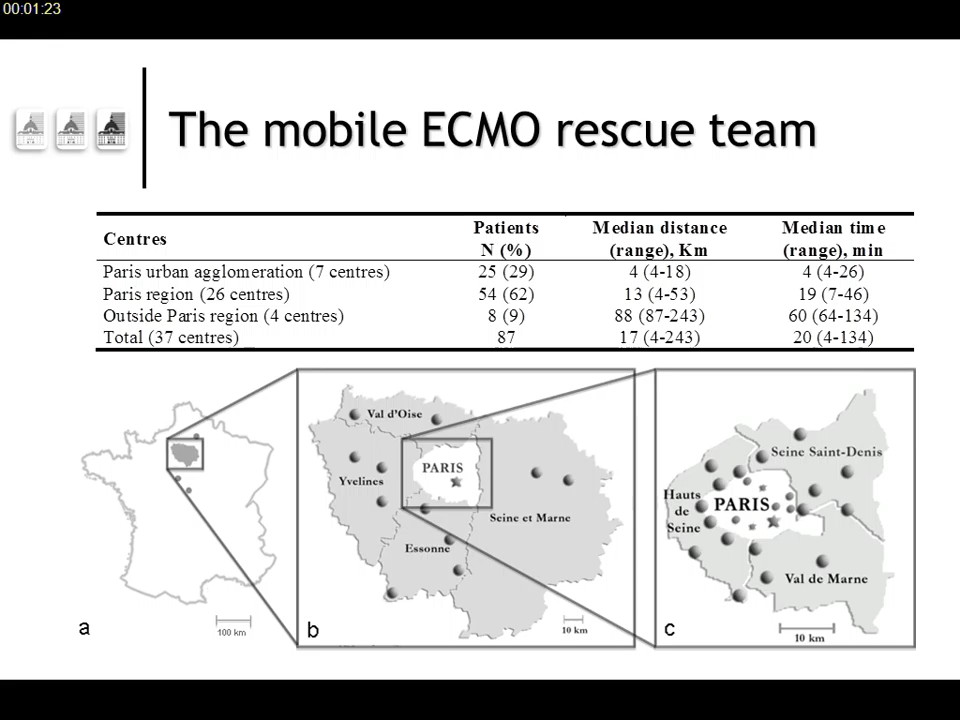 00:01:23
The mobile ECMO rescue team
Centres Patients N (%) Median distance (range), Km Median time (range), min
Paris urban agglomeration (7 centres) 25 (29) 4 (4-18) 4 (4-26)
Paris region (26 centres) 54 (62) 13 (4-53) 19 (7-46)
Outside Paris region (4 centres) 8 (9) 88 (87-243) 60 (64-134)
Total (37 centres) 87 17 (4-243) 20 (4-134)
a
100 km
Val d'Oise
PARIS
Yvelines
Seine et Marne
Essonne
b
10 km
Seine Saint-Denis
Hauts
de
Seine
PARIS
Val de Marne
c
10 km